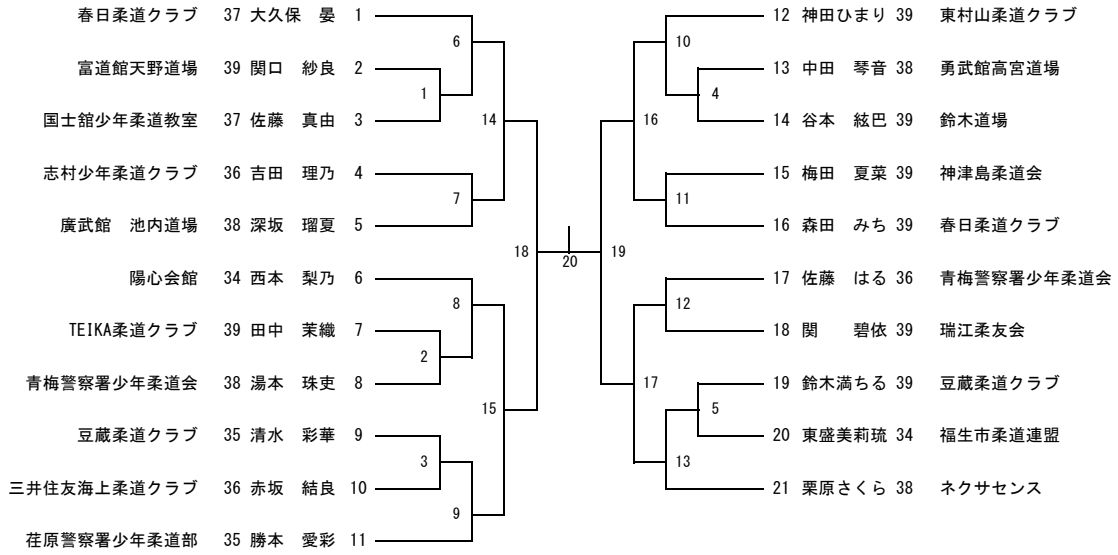 春日柔道クラブ 37 大久保　晏 1
富道館天野道場 39 関口　紗良 2
国士舘少年柔道教室 37 佐藤　真由 3
志村少年柔道クラブ 36 吉田　理乃 4
廣武館　池内道場 38 深坂　瑠夏 5
陽心会館 34 西本　梨乃 6
TEIKA柔道クラブ 39 田中　茉織 7
青梅警察署少年柔道会 38 湯本　珠吏 8
豆蔵柔道クラブ 35 清水　彩華 9
三井住友海上柔道クラブ 36 赤坂　結良 10
荏原警察署少年柔道部 35 勝本　愛彩 11
6
1
14
7
18
8
2
15
3
9
20
12 神田ひまり 39 東村山柔道クラブ
13 中田　琴音 38 勇武館高宮道場
14 谷本　絃巴 39 鈴木道場
15 梅田　夏菜 39 神津島柔道会
16 森田　みち 39 春日柔道クラブ
17 佐藤　はる 36 青梅警察署少年柔道会
18 関　　碧依 39 瑞江柔友会
19 鈴木満ちる 39 豆蔵柔道クラブ
20 東盛美莉琉 34 福生市柔道連盟
21 栗原さくら 38 ネクサセンス
10
4
16
11
19
12
17
5
13